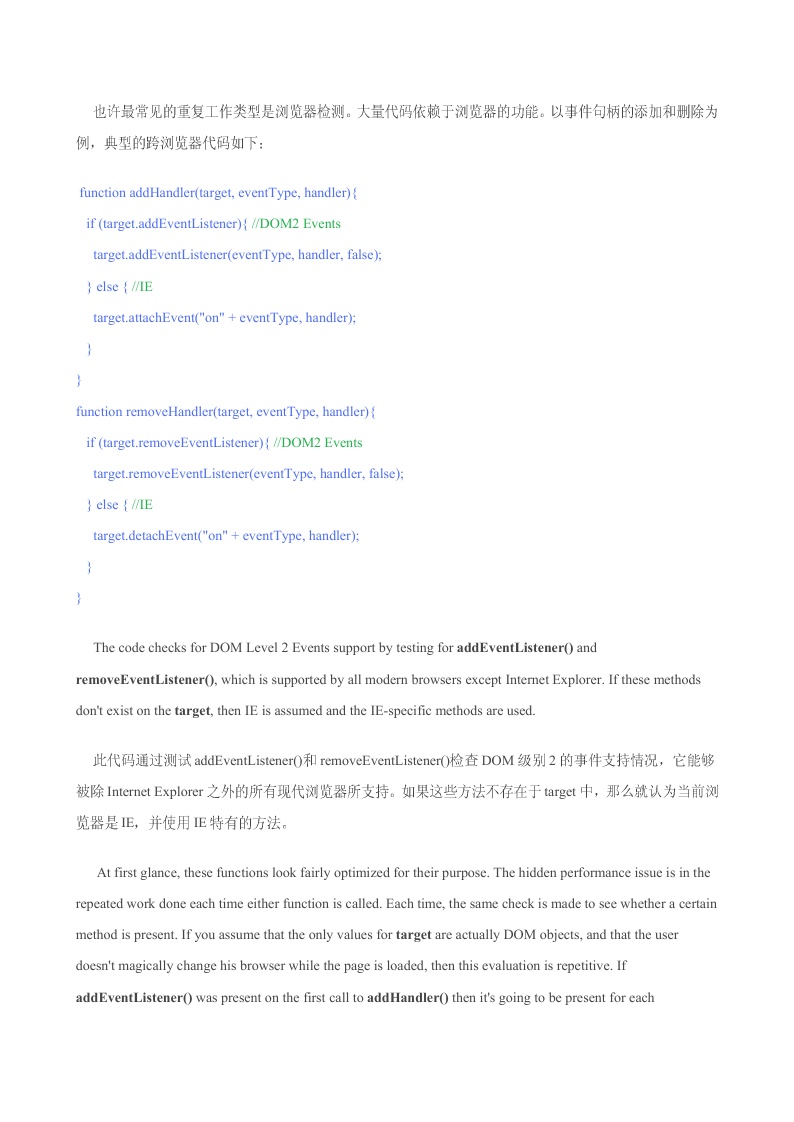 也许最常见的重复工作类型是浏览器检测。大量代码依赖于浏览器的功能。以事件句柄的添加和删除为
例，典型的跨浏览器代码如下：
function addHandler(target, eventType, handler){
if (target.addEventListener){ //DOM2 Events
target.addEventListener(eventType, handler, false);
} else { //IE
target.attachEvent("on" + eventType, handler);
}
}
function removeHandler(target, eventType, handler){
if (target.removeEventListener){ //DOM2 Events
target.removeEventListener(eventType, handler, false);
} else { //IE
target.detachEvent("on" + eventType, handler);
}
}
The code checks for DOM Level 2 Events support by testing for addEventListener() and
removeEventListener(), which is supported by all modern browsers except Internet Explorer. If these methods
don't exist on the target, then IE is assumed and the IE-specific methods are used.
此代码通过测试 addEventListener()和 removeEventListener()检查 DOM 级别 2 的事件支持情况，它能够
被除 Internet Explorer 之外的所有现代浏览器所支持。如果这些方法不存在于 target 中，那么就认为当前浏
览器是 IE，并使用 IE 特有的方法。
At first glance, these functions look fairly optimized for their purpose. The hidden performance issue is in the
repeated work done each time either function is called. Each time, the same check is made to see whether a certain
method is present. If you assume that the only values for target are actually DOM objects, and that the user
doesn't magically change his browser while the page is loaded, then this evaluation is repetitive. If
addEventListener() was present on the first call to addHandler() then it's going to be present for each